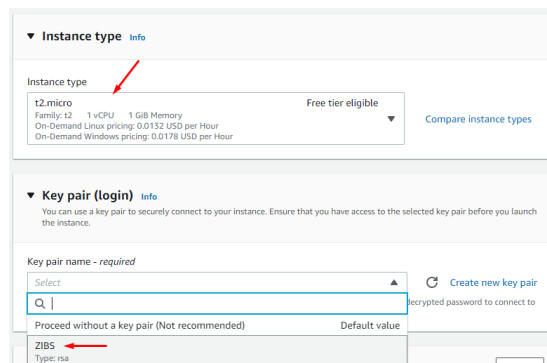 Instance type Info
Instance type
t2.micro Free tier eligible
Family: t2 1 vCPU 1 GiB Memory
On-Demand Linux pricing: 0.0132 USD per Hour
On-Demand Windows pricing: 0.0178 USD per Hour
Compare instance types
Key pair (login) Info
You can use a key pair to securely connect to your instance. Ensure that you have access to the selected key pair before you launch
the instance.
Key pair name - required
Select
Create new key pair
decrypted password to connect to
Proceed without a key pair (Not recommended) Default value
ZIBS
Type: rsa